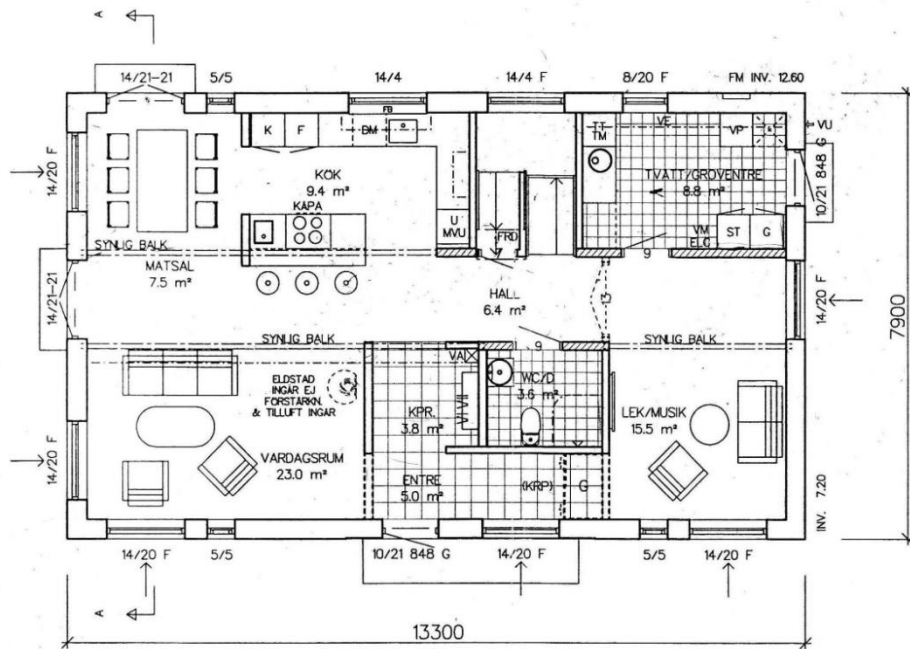 A
14/21-21
5/5
14/4
14/4 F
8/20 F
FM INV. 12.60
FB
K
F
DM
TT
TM
VE
VP
VU
14/20 F
KÖK
9.4 m²
TVÄTT/GROVENTRE
8.8 m²
10/21 848 G
KÅPA
U
MVU
FRD
VM
ELC
ST
G
SYNLIG BALK
9
MATSAL
7.5 m²
14/21-21
HALL
6.4 m²
14/20 F
7900
SYNLIG BALK
9
SYNLIG BALK
ELDSTAD
INGÅR EJ
FÖRSTÄRKN.
& TILLUFT INGÅR
WC/D
3.6 m²
KPR.
3.8 m²
LEK/MUSIK
15.5 m²
14/20 F
VARDAGSRUM
23.0 m²
ENTRE
5.0 m²
(KRP)
G
INV. 7.20
14/20 F
5/5
10/21 848 G
14/20 F
5/5
14/20 F
A
13300